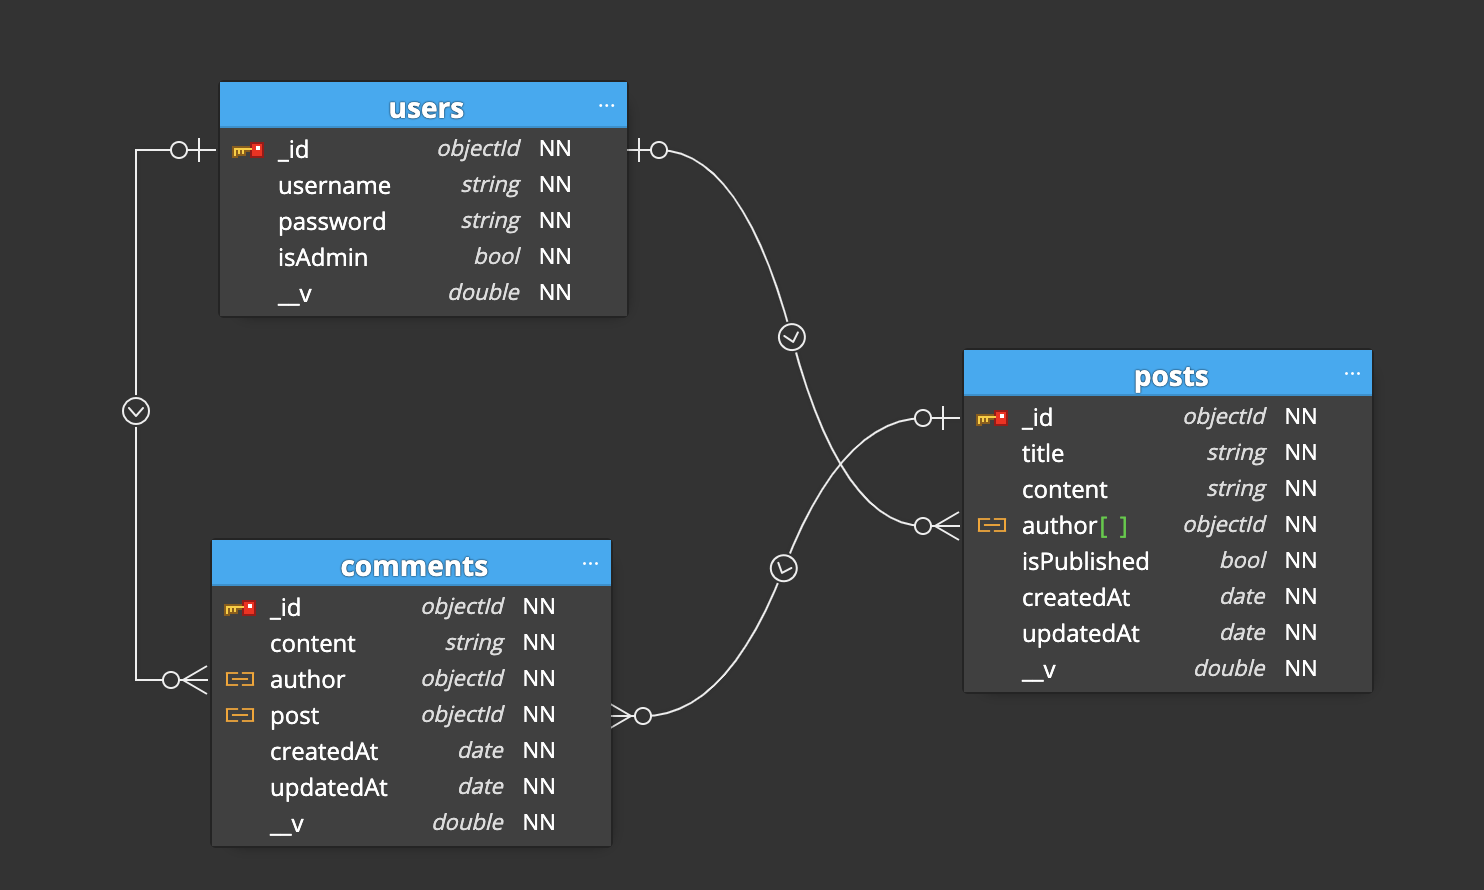 users ...
_id objectId NN
username string NN
password string NN
isAdmin bool NN
__v double NN
posts ...
_id objectId NN
title string NN
content string NN
author[ ] objectId NN
isPublished bool NN
createdAt date NN
updatedAt date NN
__v double NN
comments ...
_id objectId NN
content string NN
author objectId NN
post objectId NN
createdAt date NN
updatedAt date NN
__v double NN